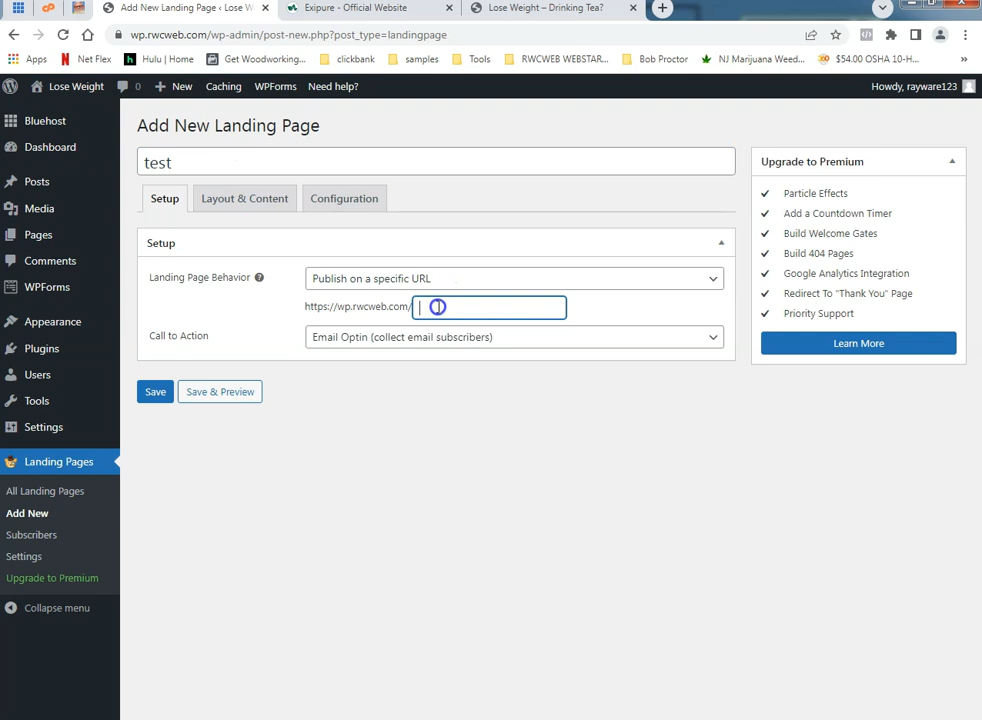 Add New Landing Page ‹ Lose W
Exipure - Official Website
Lose Weight – Drinking Tea?
wp.rwcweb.com/wp-admin/post-new.php?post_type=landingpage
Apps
Net Flex
Hulu | Home
Get Woodworking...
clickbank
samples
Tools
RWCWEB WEBSTAR...
Bob Proctor
NJ Marijuana Weed...
$54.00 OSHA 10-H...
»
Lose Weight
0
New
Caching
WPForms
Need help?
Howdy, rayware123
Bluehost
Dashboard
Posts
Media
Pages
Comments
WPForms
Appearance
Plugins
Users
Tools
Settings
Landing Pages
All Landing Pages
Add New
Subscribers
Settings
Upgrade to Premium
Collapse menu
Add New Landing Page
test
Setup
Layout & Content
Configuration
Setup
Landing Page Behavior
Publish on a specific URL
https://wp.rwcweb.com/
Call to Action
Email Optin (collect email subscribers)
Save
Save & Preview
Upgrade to Premium
Particle Effects
Add a Countdown Timer
Build Welcome Gates
Build 404 Pages
Google Analytics Integration
Redirect To "Thank You" Page
Priority Support
Learn More